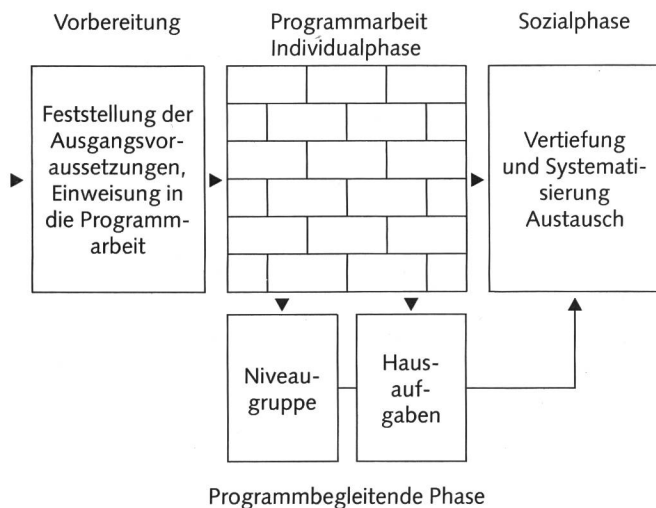 Vorbereitung
Programmarbeit
Individualphase
Sozialphase
Feststellung der
Ausgangsvor-
aussetzungen,
Einweisung in
die Programm-
arbeit
Vertiefung
und Systemati-
sierung
Austausch
Niveau-
gruppe
Haus-
auf-
gaben
Programmbegleitende Phase